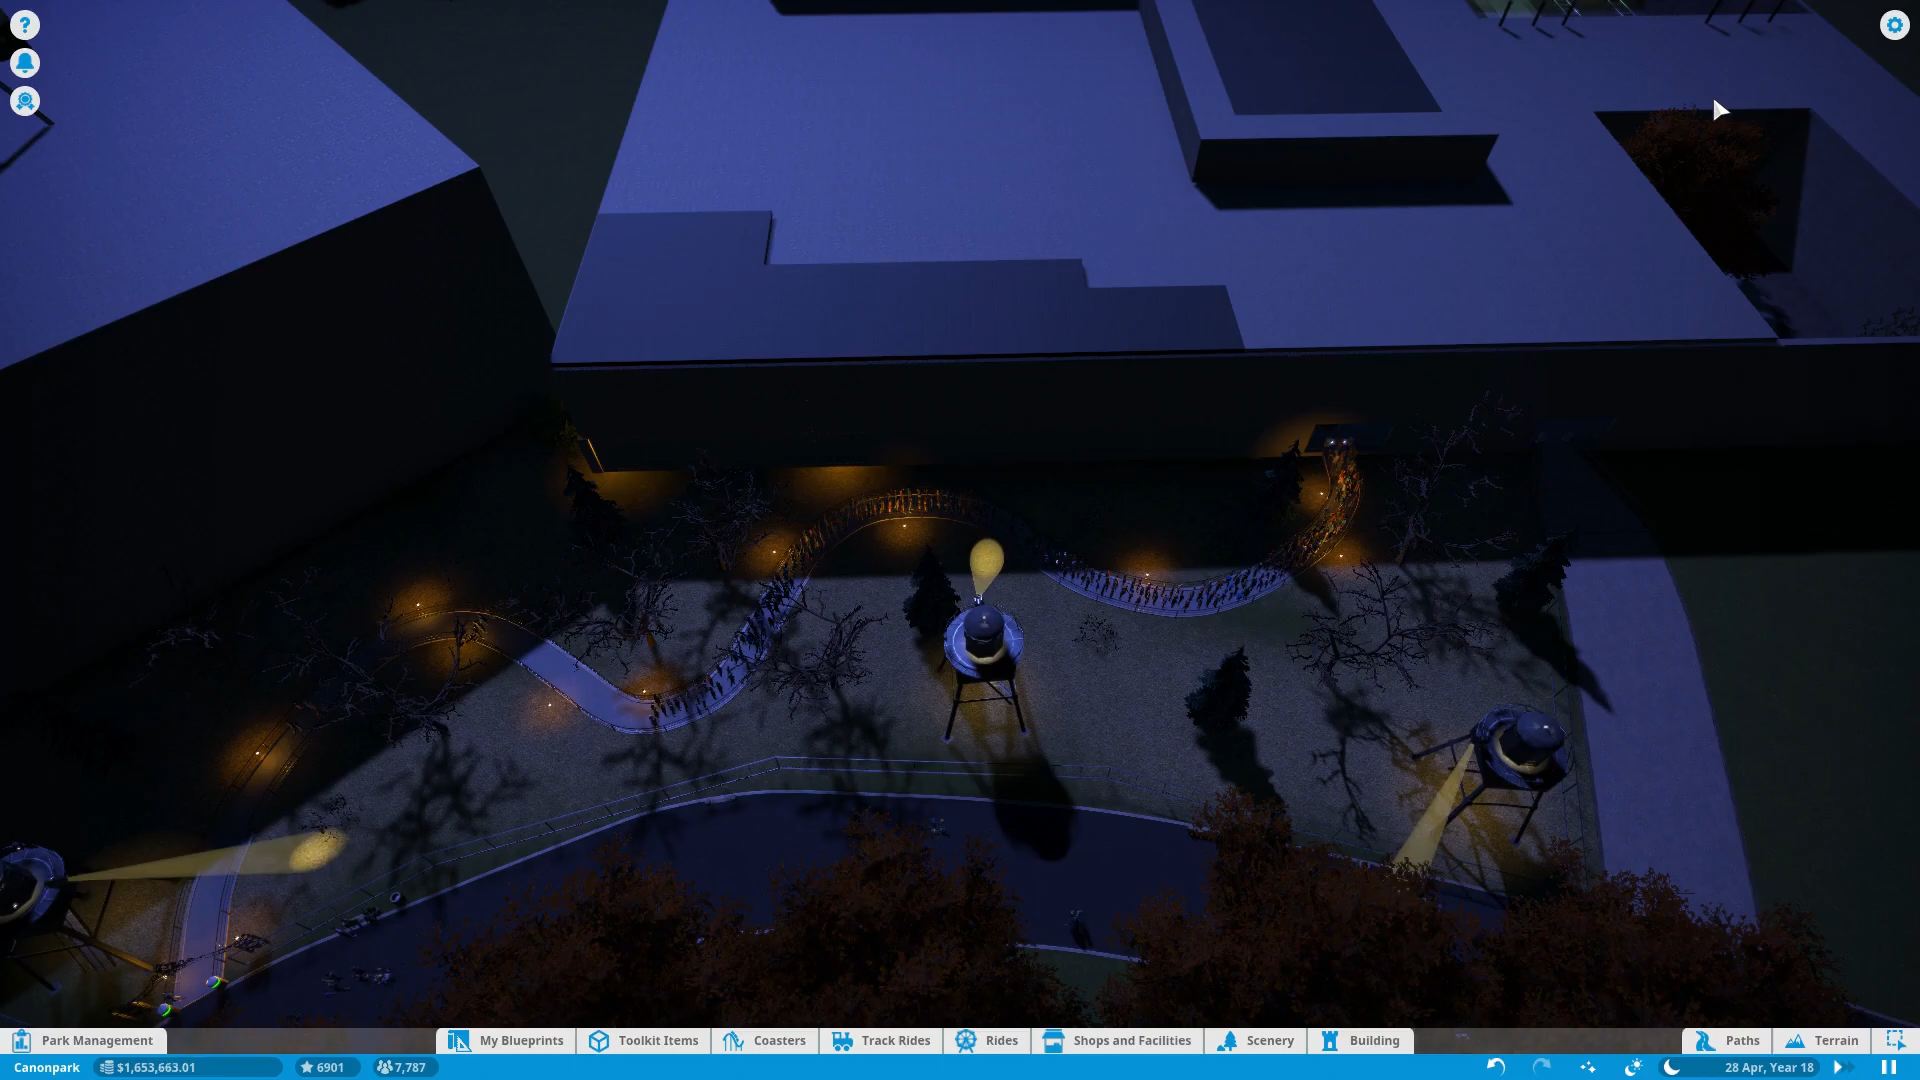 ?
Park Management
My Blueprints
Toolkit Items
Coasters
Track Rides
Rides
Shops and Facilities
Scenery
Building
Paths
Terrain
Canonpark
$1,653,663.01
6901
7,787
28 Apr, Year 18